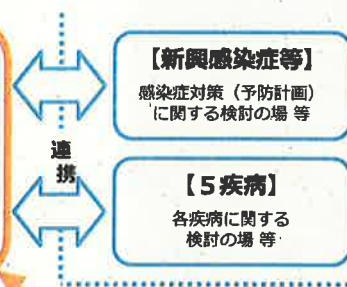 【新興感染症等】
感染症対策（予防計画）
に関する検討の場 等
連携
【５疾病】
各疾病に関する
検討の場 等